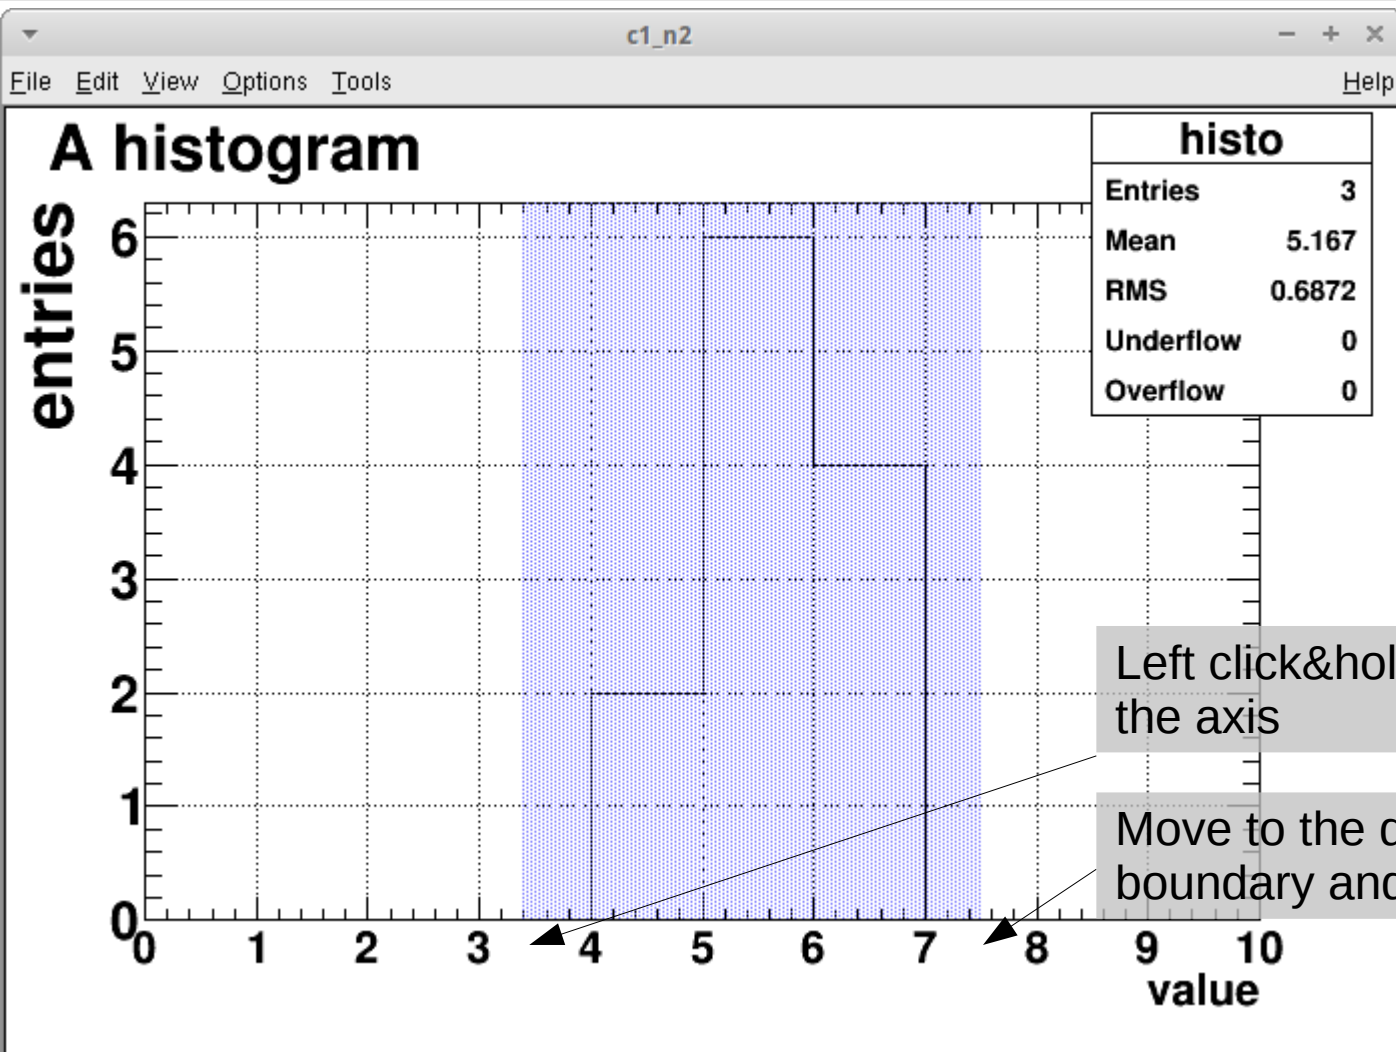 c1_n2
File Edit View Options Tools Help
A histogram
histo
Entries 3
Mean 5.167
RMS 0.6872
Underflow 0
Overflow 0
entries
6
5
4
3
2
1
0
Left click&hol
the axis
Move to the d
boundary and
0 1 2 3 4 5 6 7 8 9 10
value